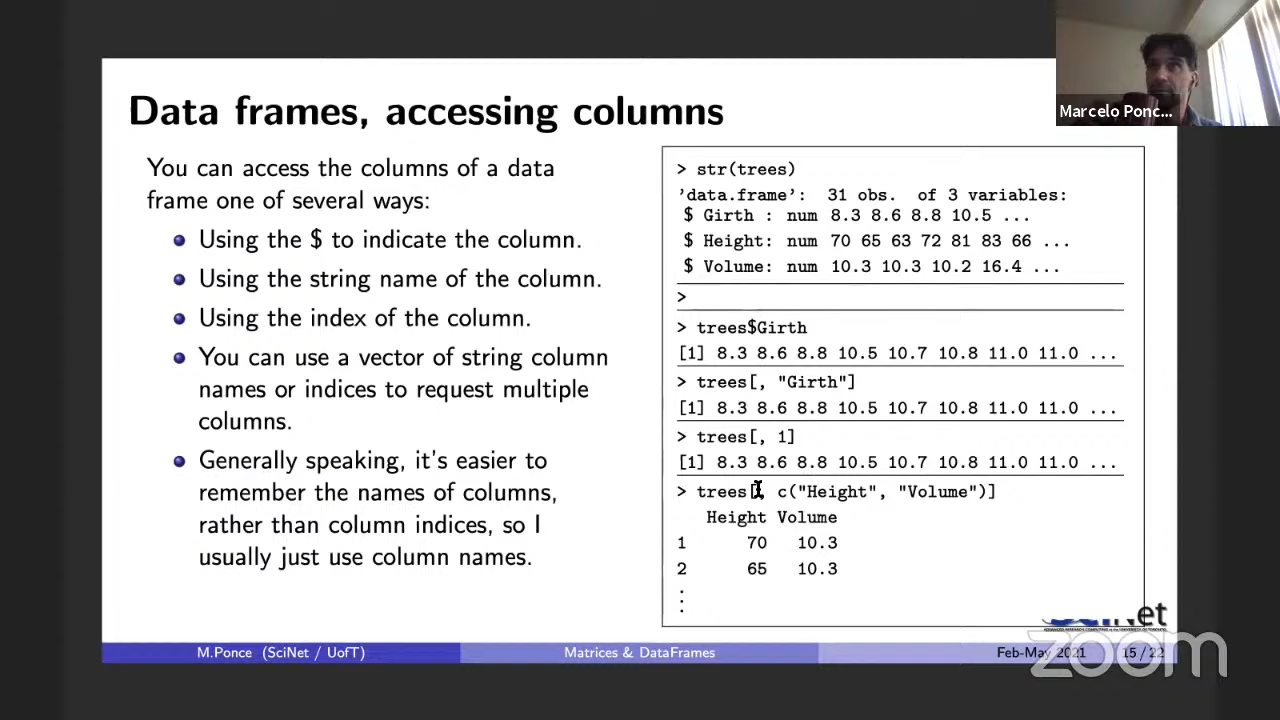 Marcelo Ponc...
Data frames, accessing columns
You can access the columns of a data
frame one of several ways:
Using the $ to indicate the column.
Using the string name of the column.
Using the index of the column.
You can use a vector of string column
names or indices to request multiple
columns.
Generally speaking, it's easier to
remember the names of columns,
rather than column indices, so I
usually just use column names.
> str(trees)
'data.frame': 31 obs. of 3 variables:
$ Girth : num 8.3 8.6 8.8 10.5 ...
$ Height: num 70 65 63 72 81 83 66 ...
$ Volume: num 10.3 10.3 10.2 16.4 ...
>
> trees$Girth
[1] 8.3 8.6 8.8 10.5 10.7 10.8 11.0 11.0 ...
> trees[, "Girth"]
[1] 8.3 8.6 8.8 10.5 10.7 10.8 11.0 11.0 ...
> trees[, 1]
[1] 8.3 8.6 8.8 10.5 10.7 10.8 11.0 11.0 ...
> trees[, c("Height", "Volume")]
Height Volume
1 70 10.3
2 65 10.3
⋮
SciNet
M.Ponce (SciNet / UofT) Matrices & DataFrames Feb-May 2021 15 / 22
zoom